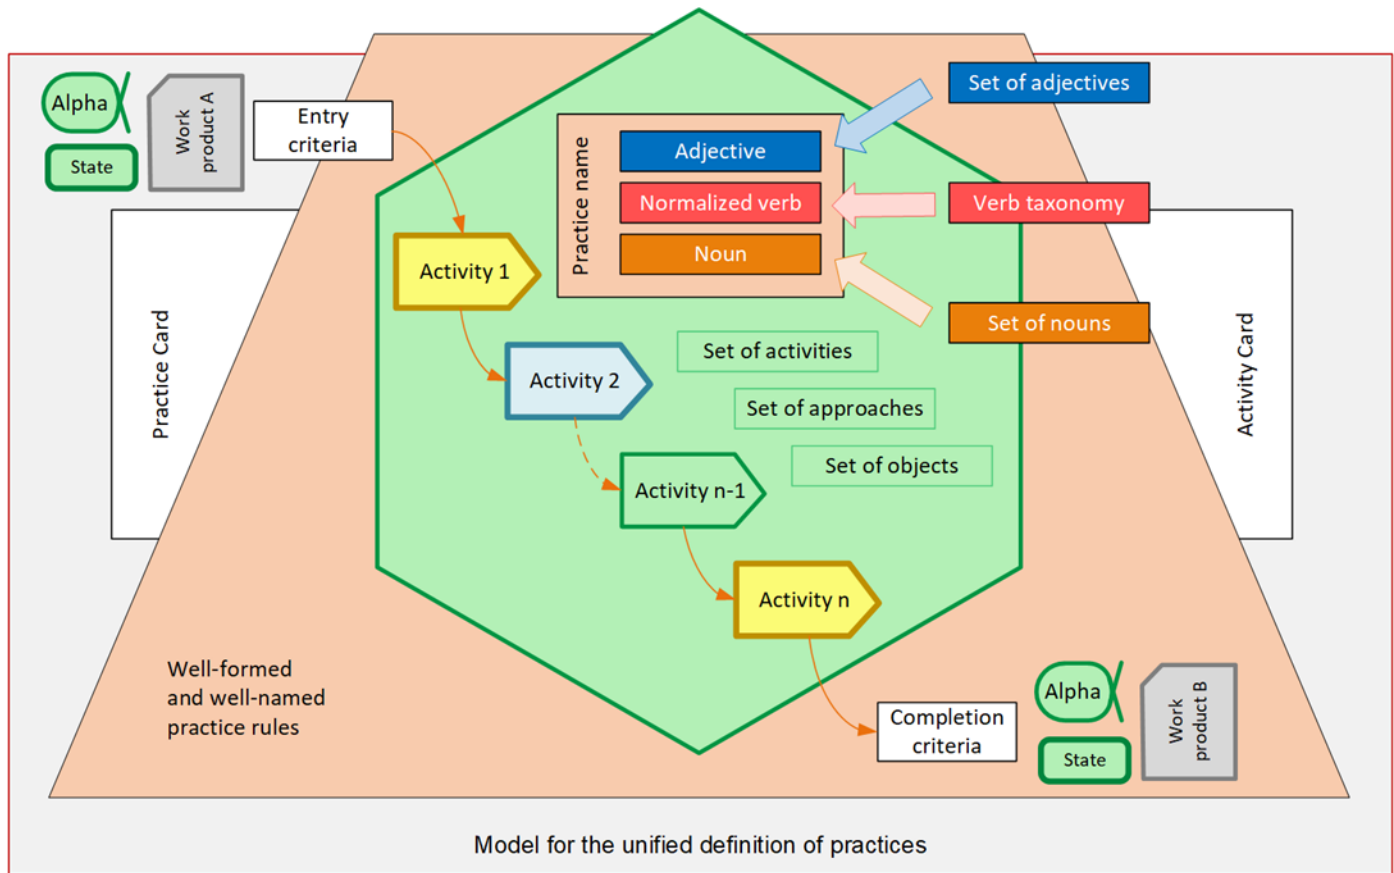 Alpha
State
Work
product A
Entry
criteria
Set of adjectives
Practice name
Adjective
Normalized verb
Noun
Verb taxonomy
Set of nouns
Activity 1
Practice Card
Activity Card
Activity 2
Set of activities
Set of approaches
Set of objects
Activity n-1
Activity n
Well-formed
and well-named
practice rules
Completion
criteria
Alpha
State
Work
product B
Model for the unified definition of practices